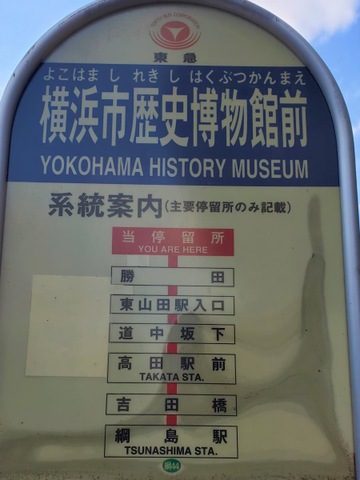 東急
よこはま し れきし はくぶつかんまえ
横浜市歴史博物館前
YOKOHAMA HISTORY MUSEUM
系統案内(主要停留所のみ記載)
当停留所
YOU ARE HERE
勝田
東山田駅入口
道中坂下
高田駅前
TAKATA STA.
吉田橋
綱島駅
TSUNASHIMA STA.